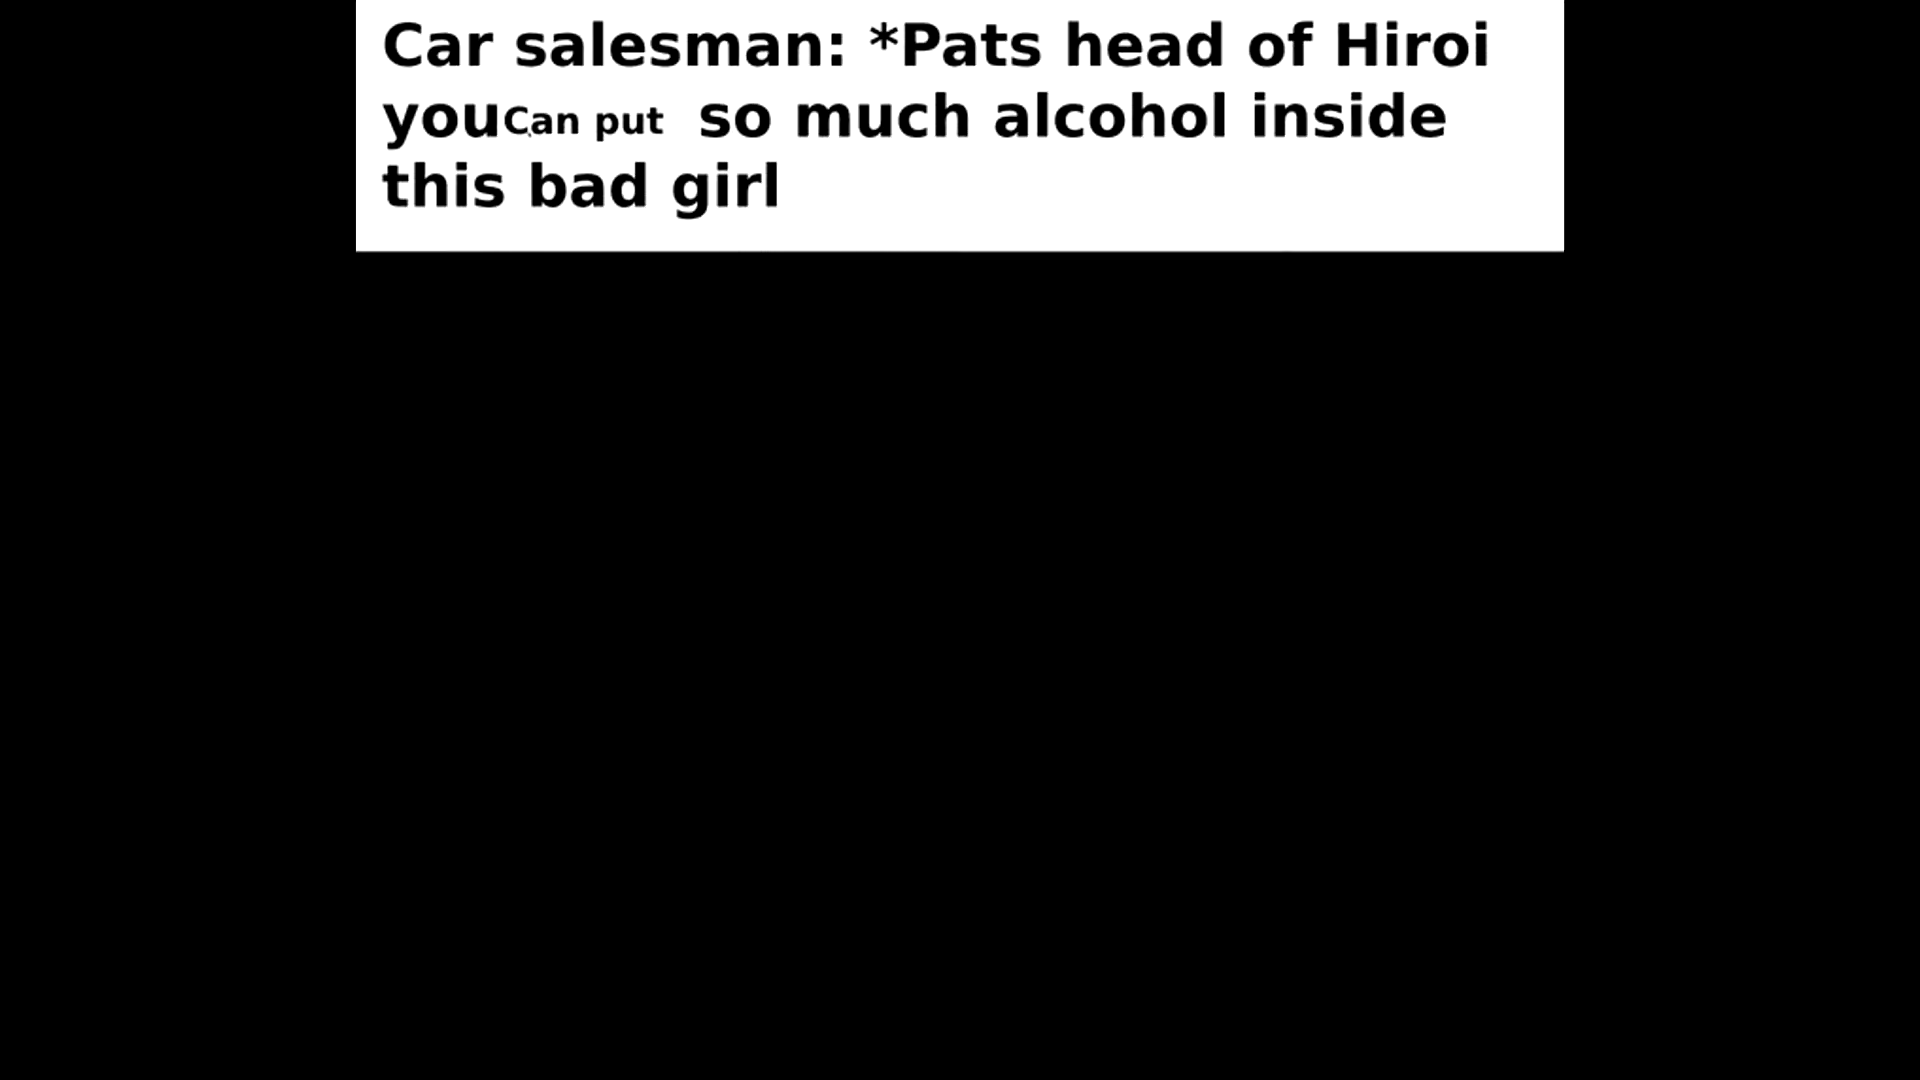 Car salesman: *Pats head of Hiroi
youCan put so much alcohol inside
this bad girl